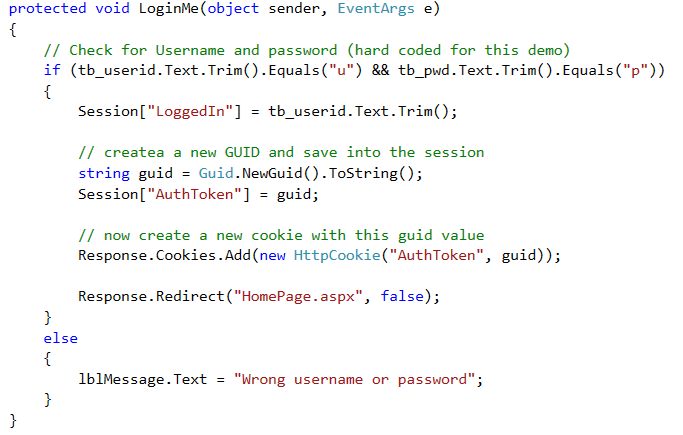 protected void LoginMe(object sender, EventArgs e)
{
    // Check for Username and password (hard coded for this demo)
    if (tb_userid.Text.Trim().Equals("u") && tb_pwd.Text.Trim().Equals("p"))
    {
        Session["LoggedIn"] = tb_userid.Text.Trim();

        // createa a new GUID and save into the session
        string guid = Guid.NewGuid().ToString();
        Session["AuthToken"] = guid;

        // now create a new cookie with this guid value
        Response.Cookies.Add(new HttpCookie("AuthToken", guid));

        Response.Redirect("HomePage.aspx", false);
    }
    else
    {
        lblMessage.Text = "Wrong username or password";
    }
}